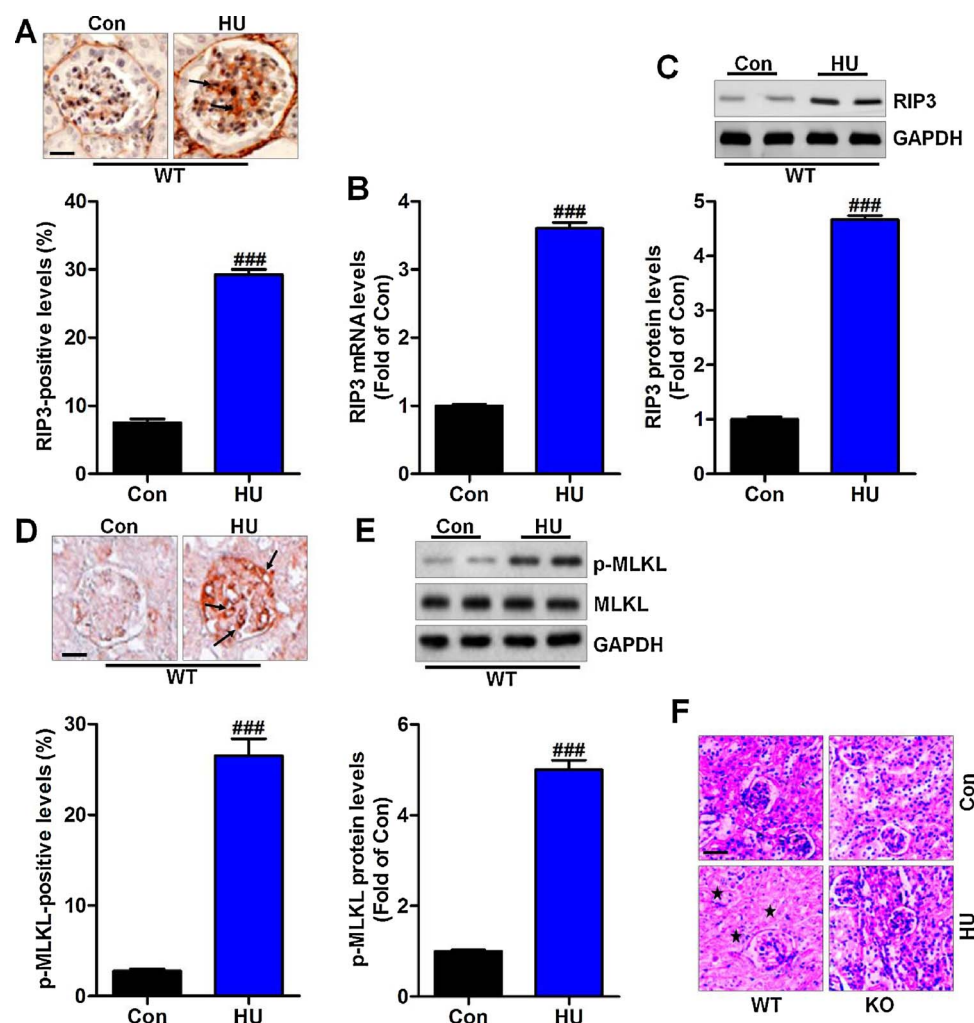 A
Con HU
WT
RIP3-positive levels (%)
40
30
20
10
0
###
Con HU
B
RIP3 mRNA levels
(Fold of Con)
4
3
2
1
0
###
Con HU
C
Con HU
RIP3
GAPDH
WT
RIP3 protein levels
(Fold of Con)
5
4
3
2
1
0
###
Con HU
D
Con HU
WT
p-MLKL-positive levels (%)
30
20
10
0
###
Con HU
E
Con HU
p-MLKL
MLKL
GAPDH
WT
p-MLKL protein levels
(Fold of Con)
6
4
2
0
###
Con HU
F
Con
HU
WT KO